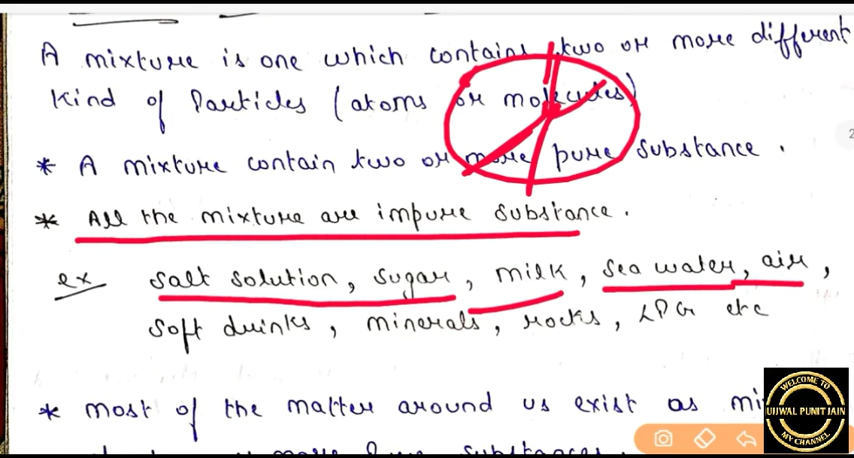 A mixture is one which contains two or more different
kind of Particles (atoms or molecules)
* A mixture contain two or more pure substance.
* All the mixture are impure substance.
ex salt solution, sugar, milk, sea water, air,
soft drinks, minerals, rocks, LPG etc
* most of the matter around us exist as
substances.
WELCOME TO
UJJWAL PUNIT JAIN
MY CHANNEL
2